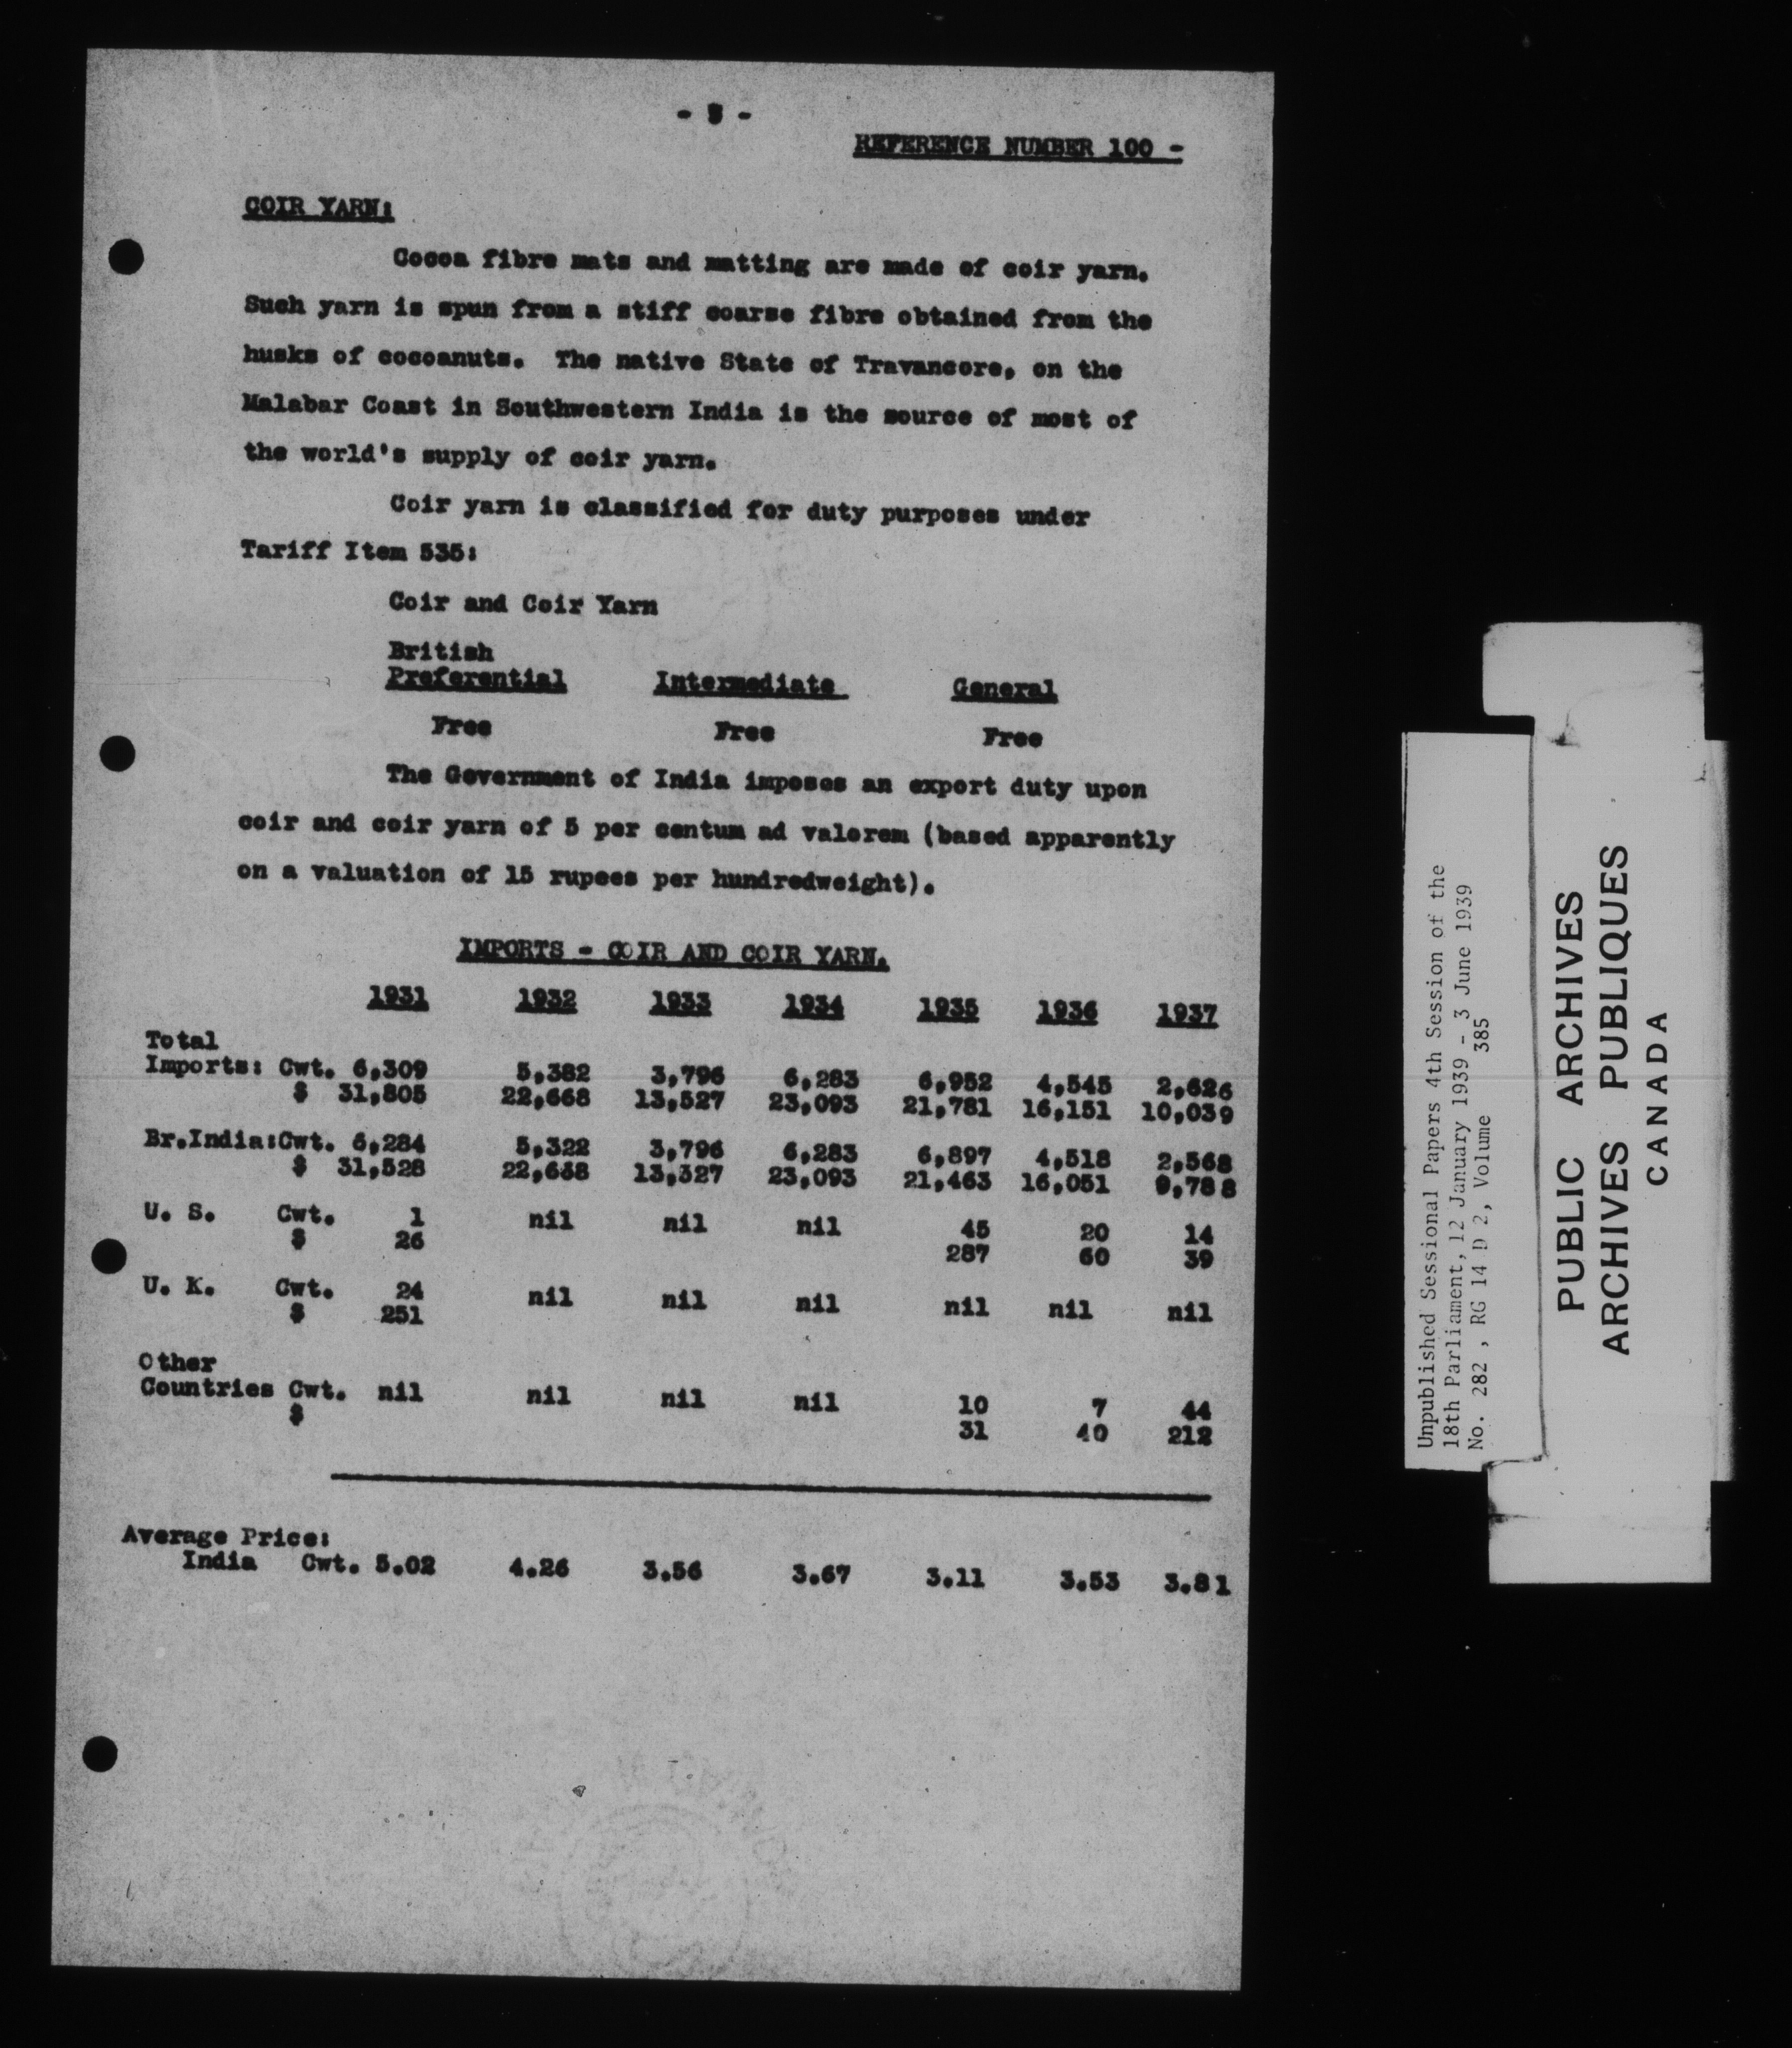 REFERENCE NUMBER 100 -
COIR YARN:
Cocoa fibre mats and matting are made of coir yarn.
Such yarn is spun from a stiff coarse fibre obtained from the
husks of cocoanuts. The native State of Travancore, on the
Malabar Coast in Southwestern India is the source of most of
the world's supply of coir yarn.
Coir yarn is classified for duty purposes under
Tariff Item 535:
Coir and Coir Yarn
British
Preferential Intermediate General
Free Free Free
The Government of India imposes an export duty upon
coir and coir yarn of 5 per centum ad valorem (based apparently
on a valuation of 15 rupees per hundredweight).
IMPORTS - COIR AND COIR YARN.
1931 1932 1933 1934 1935 1936 1937
Total
Imports: Cwt. 6,309 5,382 3,796 6,283 6,952 4,545 2,626
$ 31,805 22,668 13,527 23,093 21,781 16,151 10,039
Br.India:Cwt. 6,284 5,322 3,796 6,283 6,897 4,518 2,568
$ 31,528 22,668 13,527 23,093 21,463 16,051 9,788
U. S. Cwt. 1 nil nil nil 45 20 14
$ 26 287 60 39
U. K. Cwt. 24 nil nil nil nil nil nil
$ 251
Other
Countries Cwt. nil nil nil nil 10 7 44
$ 31 40 212
Average Price:
India Cwt. 5.02 4.26 3.56 3.67 3.11 3.53 3.81
Unpublished Sessional Papers 4th Session of the
18th Parliament, 12 January 1939 - 3 June 1939
No. 282 , RG 14 D 2, Volume 385
PUBLIC ARCHIVES
ARCHIVES PUBLIQUES
CANADA